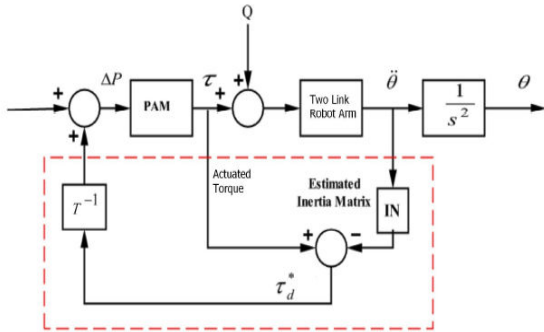 Q
+
ΔP
PAM
τ
+
+
Two Link
Robot Arm
θ̈
1
s²
θ
+
T⁻¹
Actuated
Torque
Estimated
Inertia Matrix
IN
+
−
τ*d